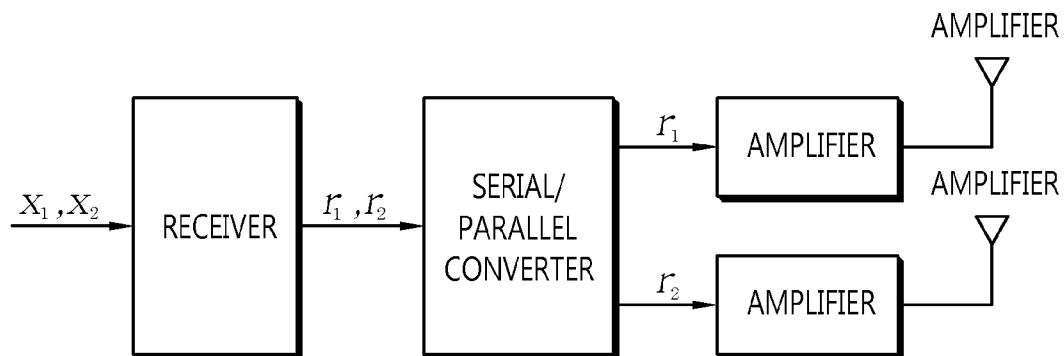 AMPLIFIER
r₁
AMPLIFIER
x₁,x₂
RECEIVER
r₁,r₂
SERIAL/
PARALLEL
CONVERTER
AMPLIFIER
r₂
AMPLIFIER